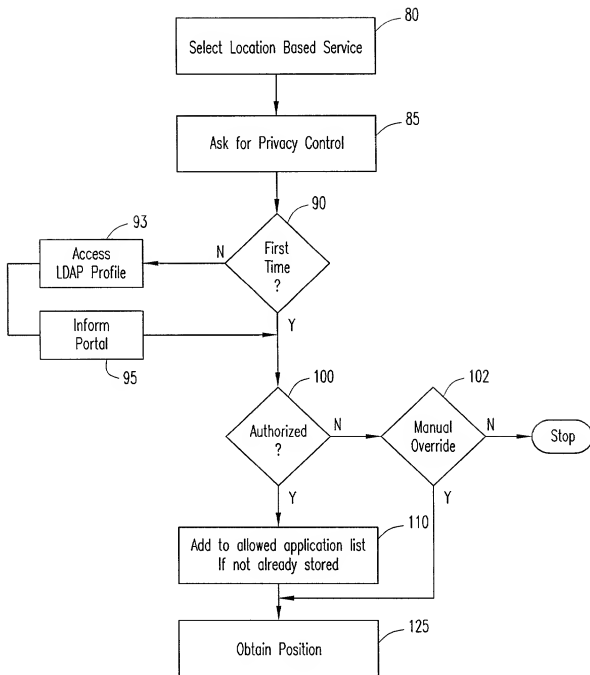 80
Select Location Based Service
85
Ask for Privacy Control
90
93
First
Time
?
N
Access
LDAP Profile
Y
Inform
Portal
95
100
102
Authorized
?
N
Manual
Override
N
Stop
Y
Y
110
Add to allowed application list
If not already stored
125
Obtain Position